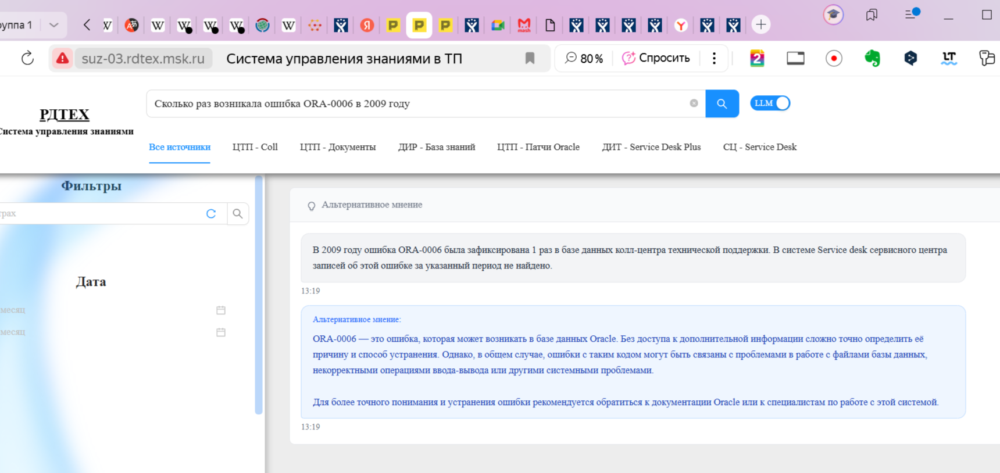 уппа 1
suz-03.rdtex.msk.ru
Система управления знаниями в ТП
80 %
Спросить
РДТЕХ
Система управления знаниями
Сколько раз возникала ошибка ORA-0006 в 2009 году
LLM
Все источники
ЦТП - Coll
ЦТП - Документы
ДИР - База знаний
ЦТП - Патчи Oracle
ДИТ - Service Desk Plus
СЦ - Service Desk
Фильтры
трах
Дата
месяц
месяц
Альтернативное мнение
В 2009 году ошибка ORA-0006 была зафиксирована 1 раз в базе данных колл-центра технической поддержки. В системе Service desk сервисного центра
записей об этой ошибке за указанный период не найдено.
13:19
Альтернативное мнение:
ORA-0006 — это ошибка, которая может возникать в базе данных Oracle. Без доступа к дополнительной информации сложно точно определить её
причину и способ устранения. Однако, в общем случае, ошибки с таким кодом могут быть связаны с проблемами в работе с файлами базы данных,
некорректными операциями ввода-вывода или другими системными проблемами.
Для более точного понимания и устранения ошибки рекомендуется обратиться к документации Oracle или к специалистам по работе с этой системой.
13:19